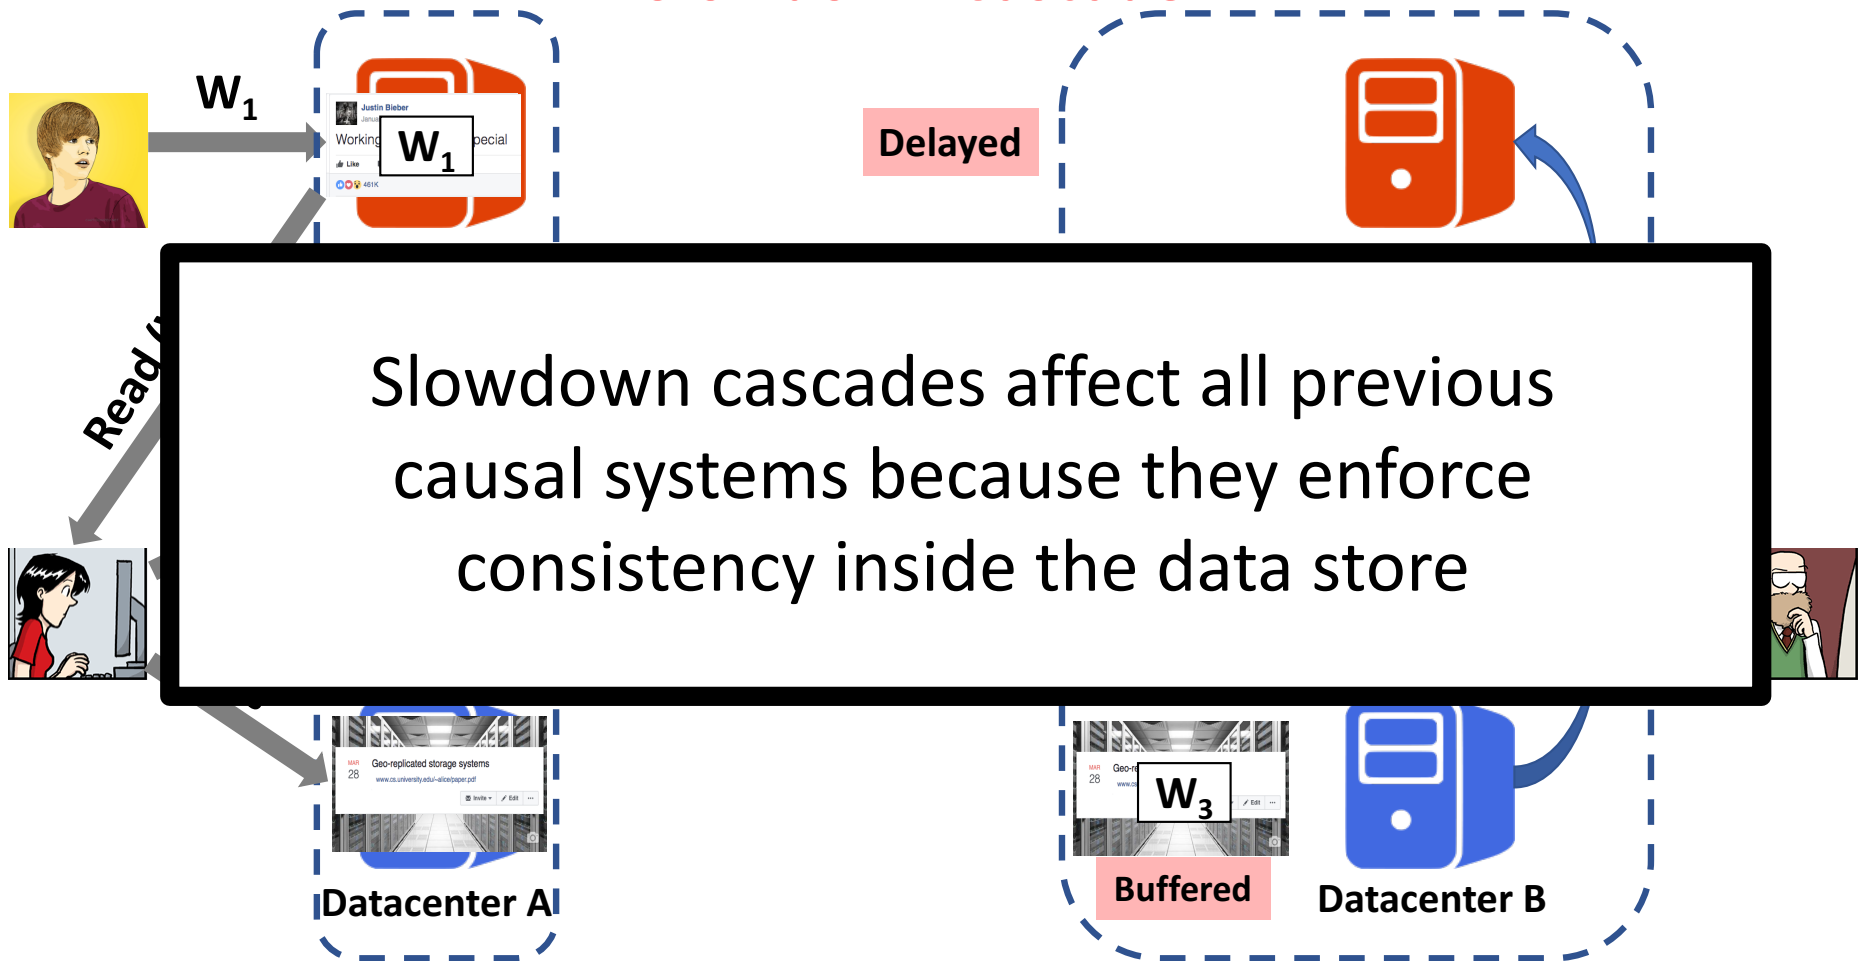 W1
Justin Bieber
Working
pecial
W1
Like
461K
Delayed
Read
Slowdown cascades affect all previous
causal systems because they enforce
consistency inside the data store
MAR
28
Geo-replicated storage systems
www.cs.university.edu/~alice/paper.pdf
Invite
Edit
Datacenter A
MAR
28
W3
Edit
Buffered
Datacenter B